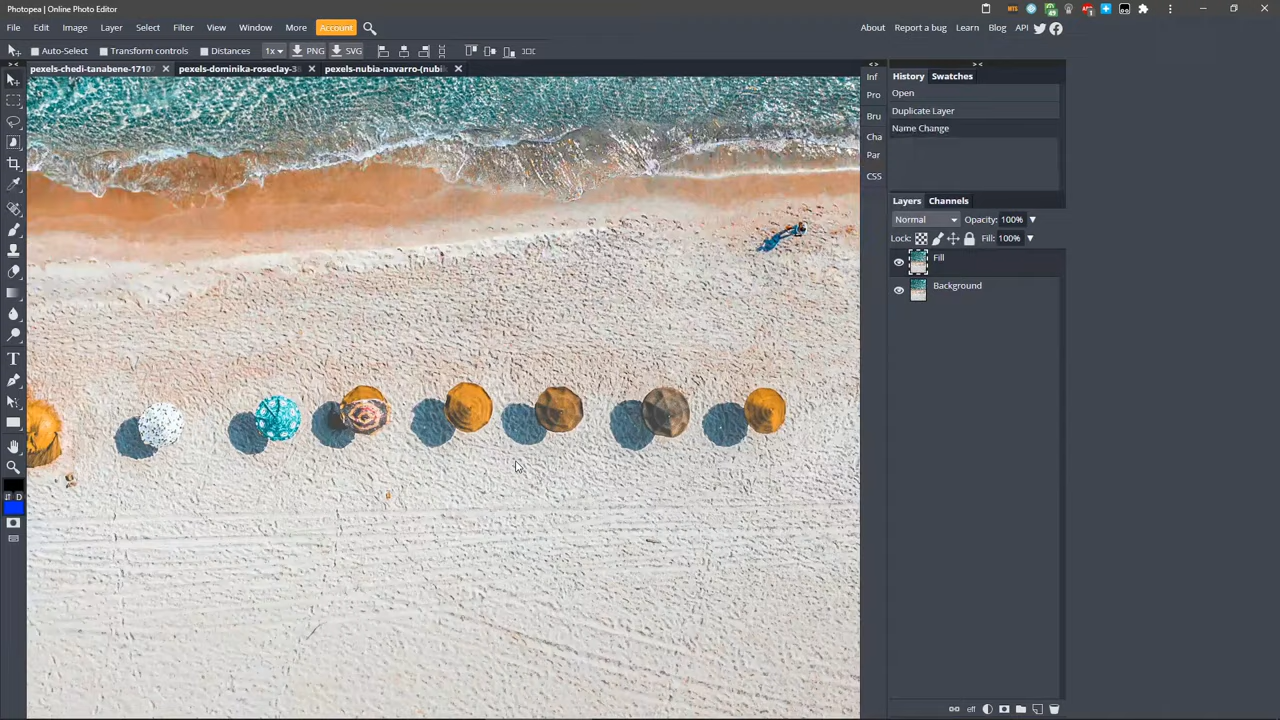 Photopea | Online Photo Editor
File Edit Image Layer Select Filter View Window More Account About Report a bug Learn Blog API
Auto-Select Transform controls Distances 1x PNG SVG
pexels-chedi-tanabene-1710? pexels-dominika-roseclay-3 pexels-nubia-navarro-(nubi
Inf
Pro
Bru
Cha
Par
CSS
History Swatches
Open
Duplicate Layer
Name Change
Layers Channels
Normal Opacity: 100%
Lock: Fill: 100%
Fill
Background
D
eff